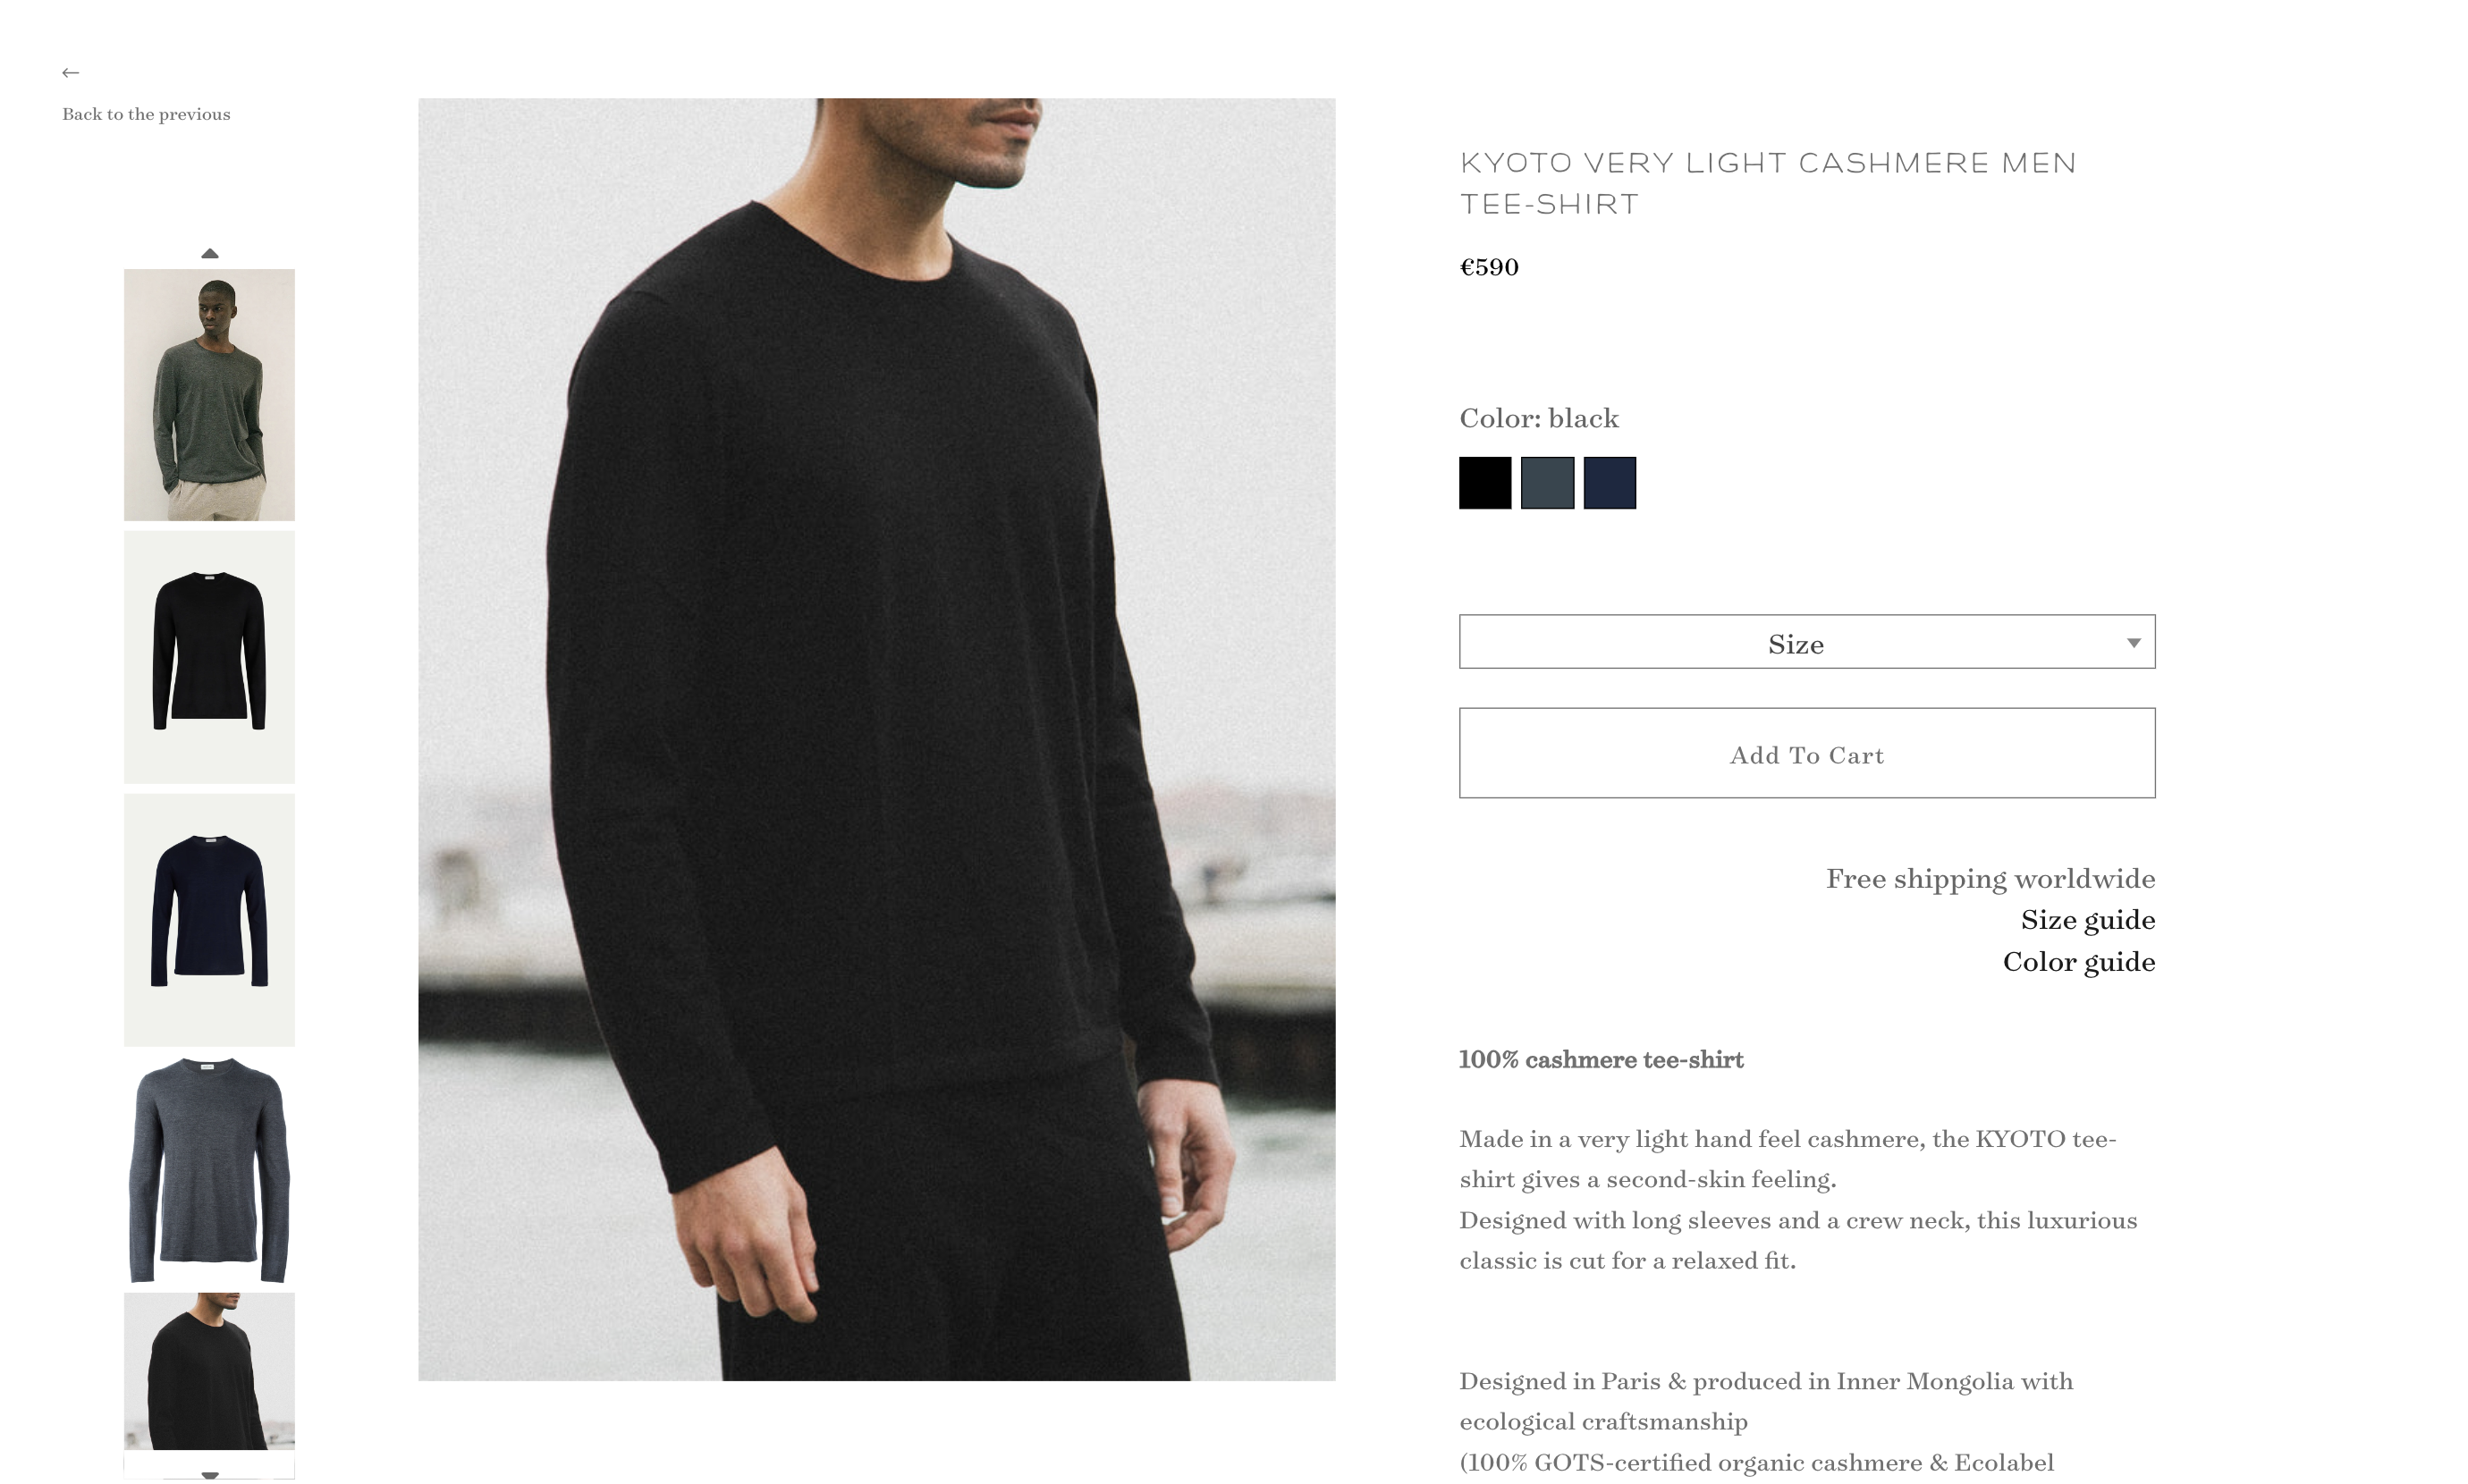 ←
Back to the previous
KYOTO VERY LIGHT CASHMERE MEN
TEE-SHIRT
€590
Color: black
Size
Add To Cart
Free shipping worldwide
Size guide
Color guide
100% cashmere tee-shirt
Made in a very light hand feel cashmere, the KYOTO tee-
shirt gives a second-skin feeling.
Designed with long sleeves and a crew neck, this luxurious
classic is cut for a relaxed fit.
Designed in Paris & produced in Inner Mongolia with
ecological craftsmanship
(100% GOTS-certified organic cashmere & Ecolabel